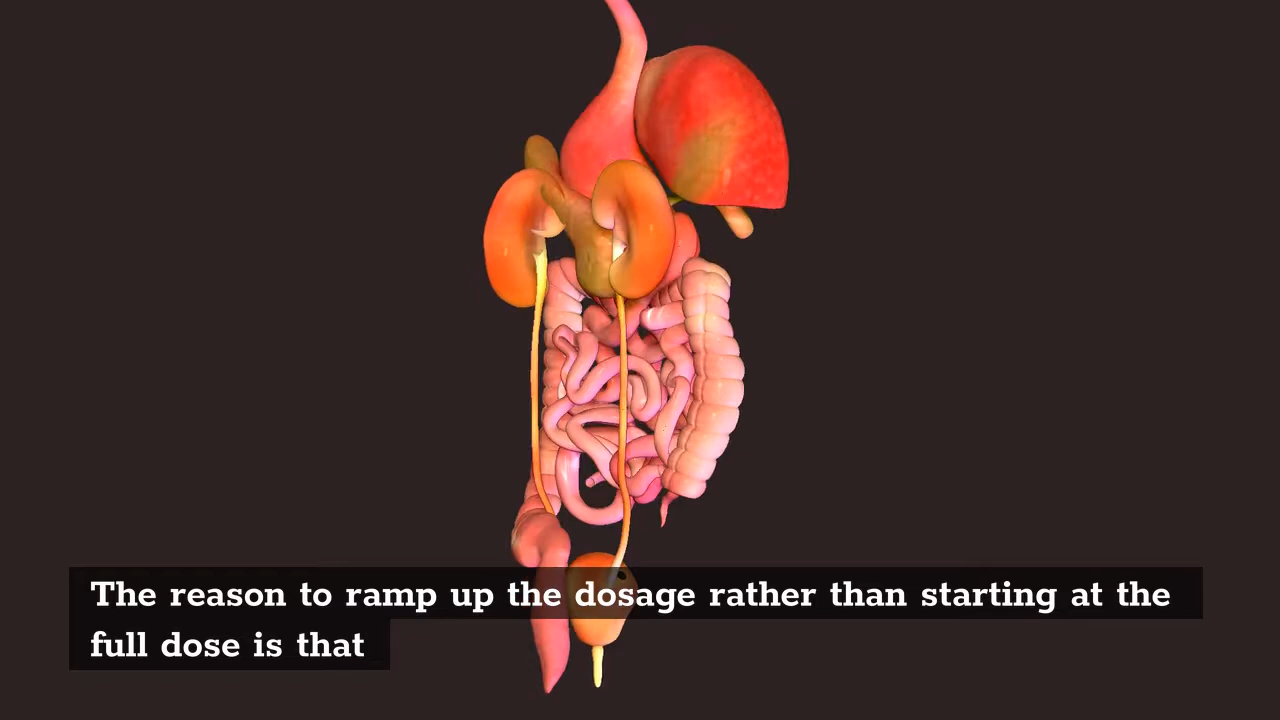 The reason to ramp up the dosage rather than starting at the
full dose is that